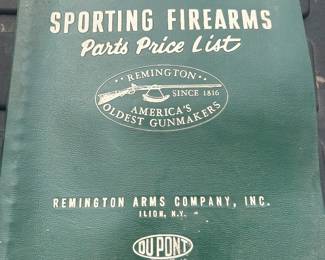 SPORTING FIREARMS
Parts Price List
·· REMINGTON ··
SINCE 1816
AMERICA'S
OLDEST GUNMAKERS
REMINGTON ARMS COMPANY, INC.
ILION, N.Y.
DU PONT